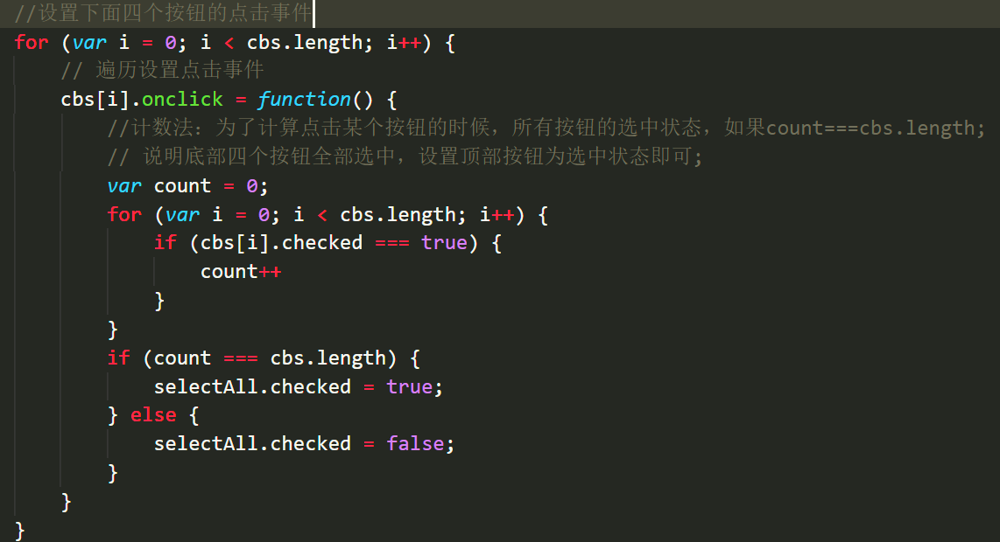 //设置下面四个按钮的点击事件
for (var i = 0; i < cbs.length; i++) {
    // 遍历设置点击事件
    cbs[i].onclick = function() {
        //计数法：为了计算点击某个按钮的时候，所有按钮的选中状态，如果count===cbs.length;
        // 说明底部四个按钮全部选中，设置顶部按钮为选中状态即可;
        var count = 0;
        for (var i = 0; i < cbs.length; i++) {
            if (cbs[i].checked === true) {
                count++
            }
        }
        if (count === cbs.length) {
            selectAll.checked = true;
        } else {
            selectAll.checked = false;
        }
    }
}